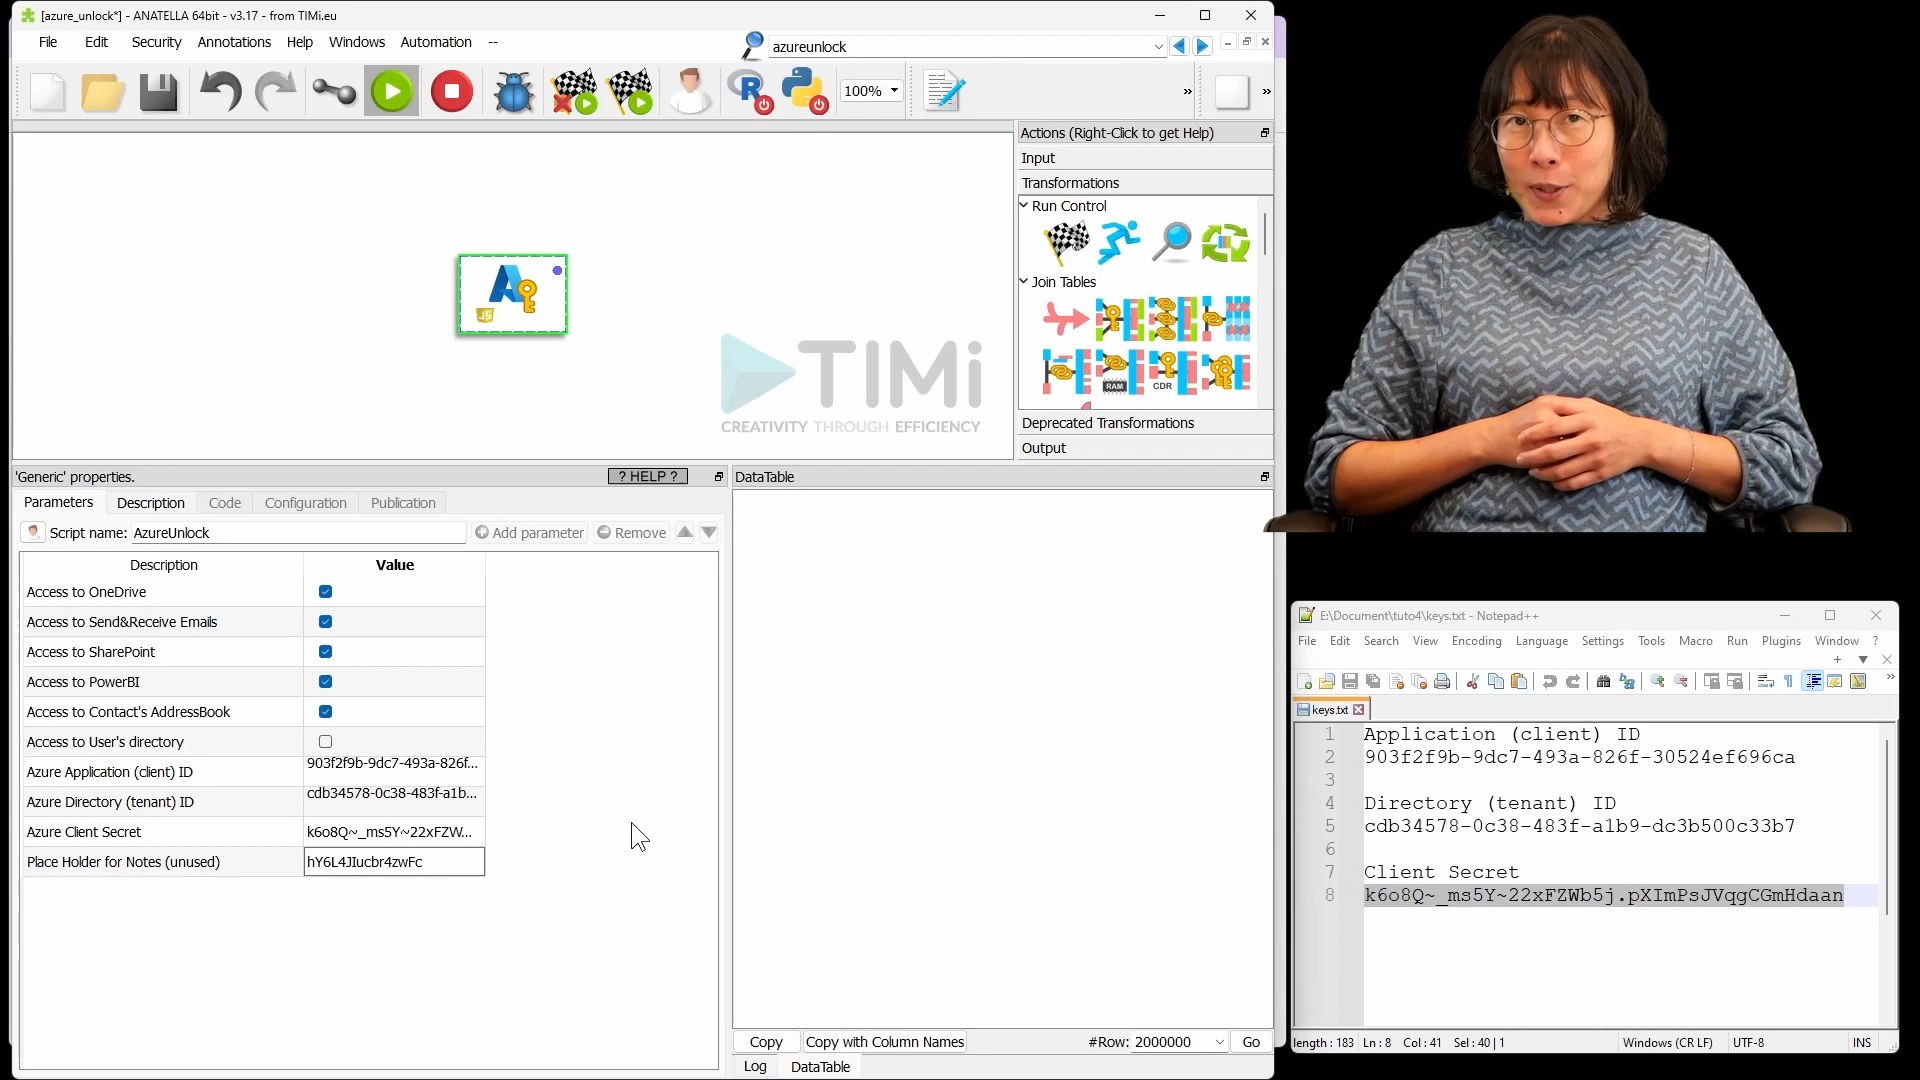 [azure_unlock*] - ANATELLA 64bit - v3.17 - from TIMi.eu
File Edit Security Annotations Help Windows Automation --
azureunlock
100%
Actions (Right-Click to get Help)
Input
Transformations
Run Control
Join Tables
RAM
CDR
Deprecated Transformations
Output
JS
TIMi
CREATIVITY THROUGH EFFICIENCY
'Generic' properties.
? HELP ?
Parameters Description Code Configuration Publication
Script name: AzureUnlock
Add parameter Remove
Description Value
Access to OneDrive
Access to Send&Receive Emails
Access to SharePoint
Access to PowerBI
Access to Contact's AddressBook
Access to User's directory
Azure Application (client) ID 903f2f9b-9dc7-493a-826f...
Azure Directory (tenant) ID cdb34578-0c38-483f-a1b...
Azure Client Secret k6o8Q~_ms5Y~22xFZW...
Place Holder for Notes (unused) hY6L4JIucbr4zwFc
DataTable
Copy Copy with Column Names #Row: 2000000 Go
Log DataTable
E:\Document\tuto4\keys.txt - Notepad++
File Edit Search View Encoding Language Settings Tools Macro Run Plugins Window ?
keys.txt
1 Application (client) ID
2 903f2f9b-9dc7-493a-826f-30524ef696ca
3
4 Directory (tenant) ID
5 cdb34578-0c38-483f-a1b9-dc3b500c33b7
6
7 Client Secret
8 k6o8Q~_ms5Y~22xFZWb5j.pXImPsJVqgCGmHdaan
length : 183 Ln : 8 Col : 41 Sel : 40 | 1 Windows (CR LF) UTF-8 INS